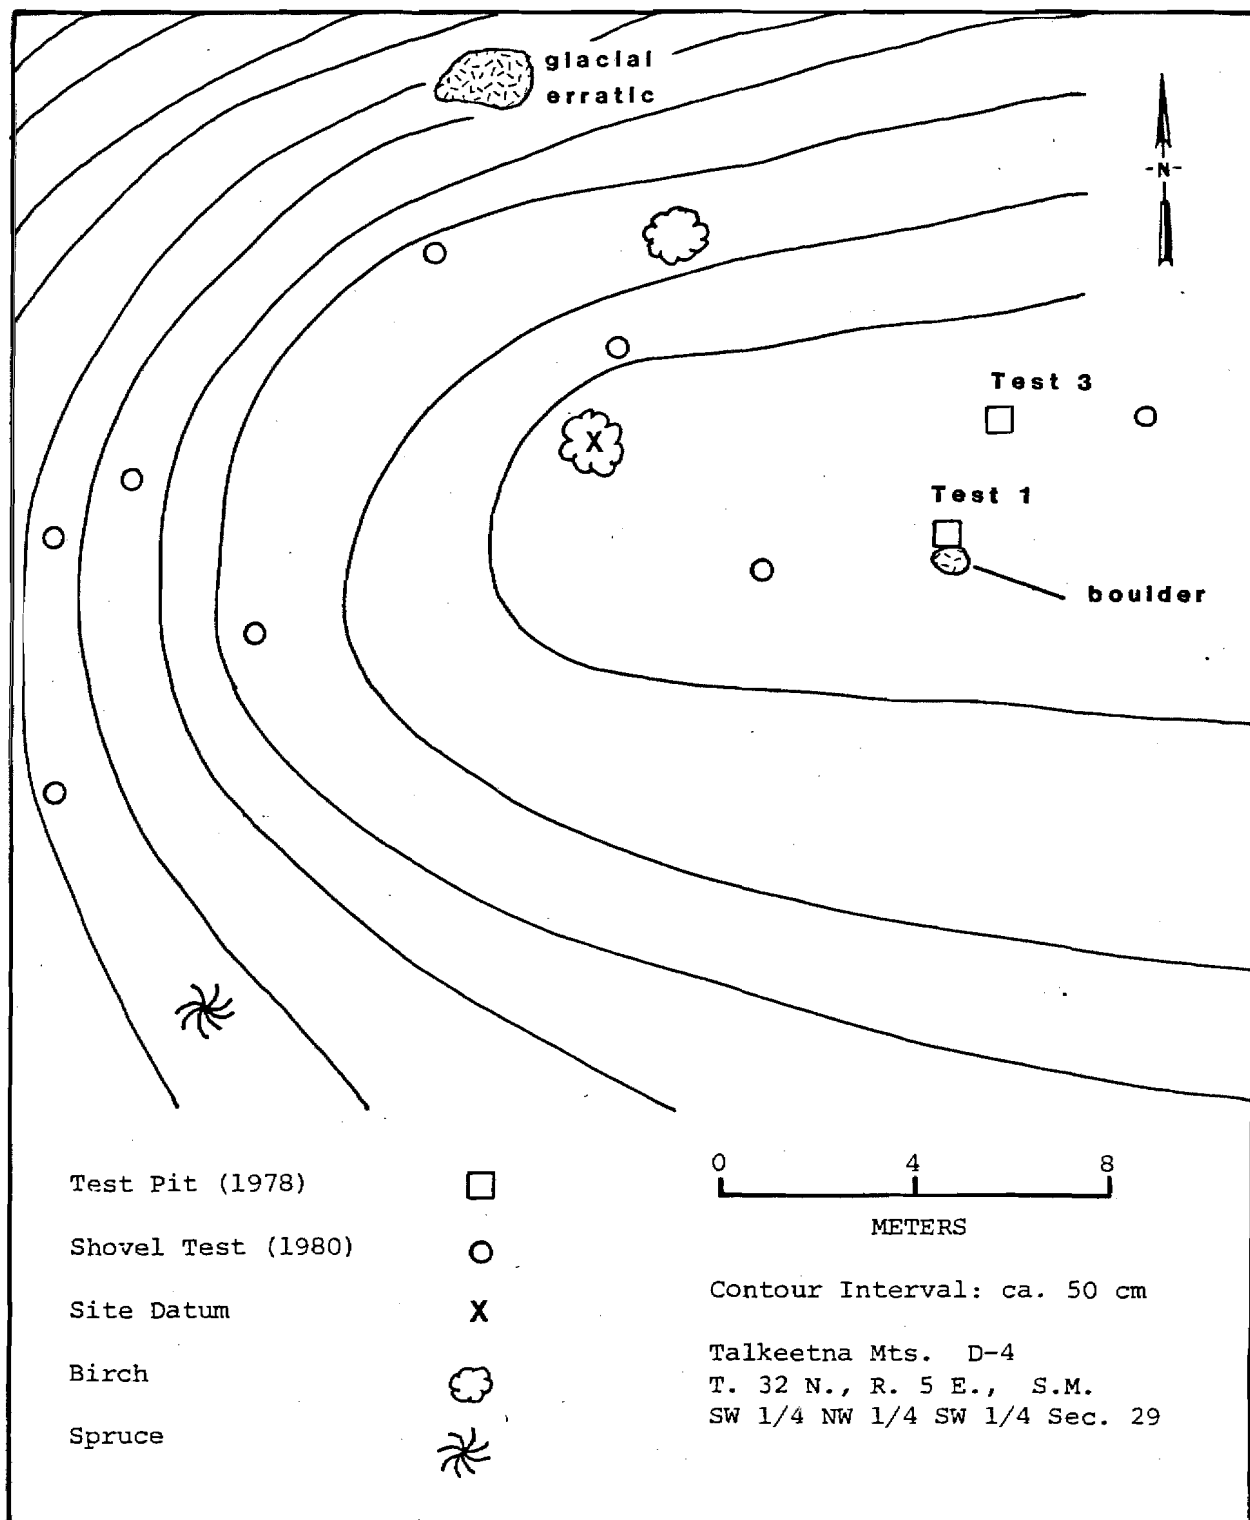 glacial
erratic
-N-
Test 3
Test 1
X
boulder
Test Pit (1978)
Shovel Test (1980)
Site Datum
X
Birch
Spruce
0 4 8
METERS
Contour Interval: ca. 50 cm
Talkeetna Mts. D-4
T. 32 N., R. 5 E., S.M.
SW 1/4 NW 1/4 SW 1/4 Sec. 29